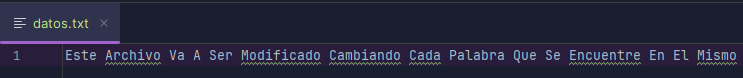 datos.txt
1 Este Archivo Va A Ser Modificado Cambiando Cada Palabra Que Se Encuentre En El Mismo